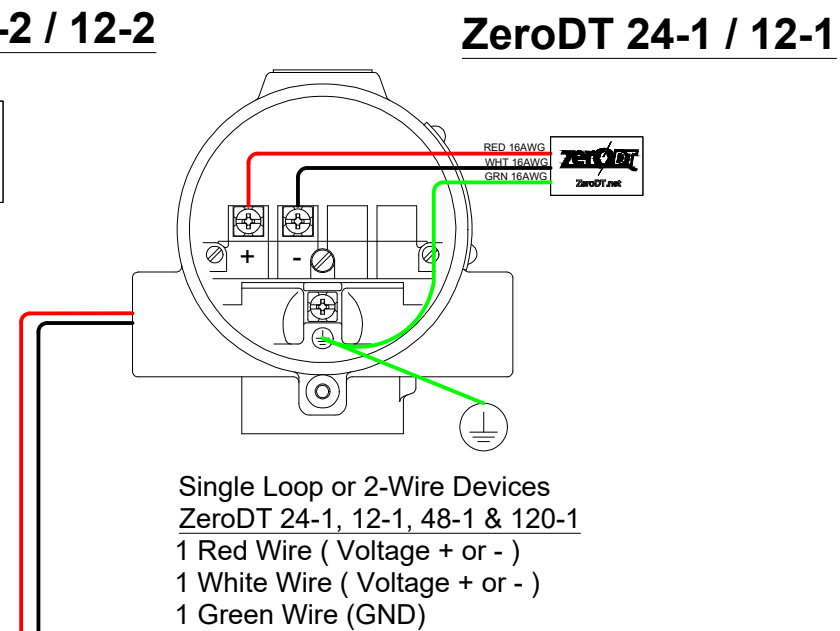 -2 / 12-2
ZeroDT 24-1 / 12-1
RED 16AWG
WHT 16AWG
GRN 16AWG
ZerODT
ZeroDT.net
+ -
Single Loop or 2-Wire Devices
ZeroDT 24-1, 12-1, 48-1 & 120-1
1 Red Wire ( Voltage + or - )
1 White Wire ( Voltage + or - )
1 Green Wire (GND)